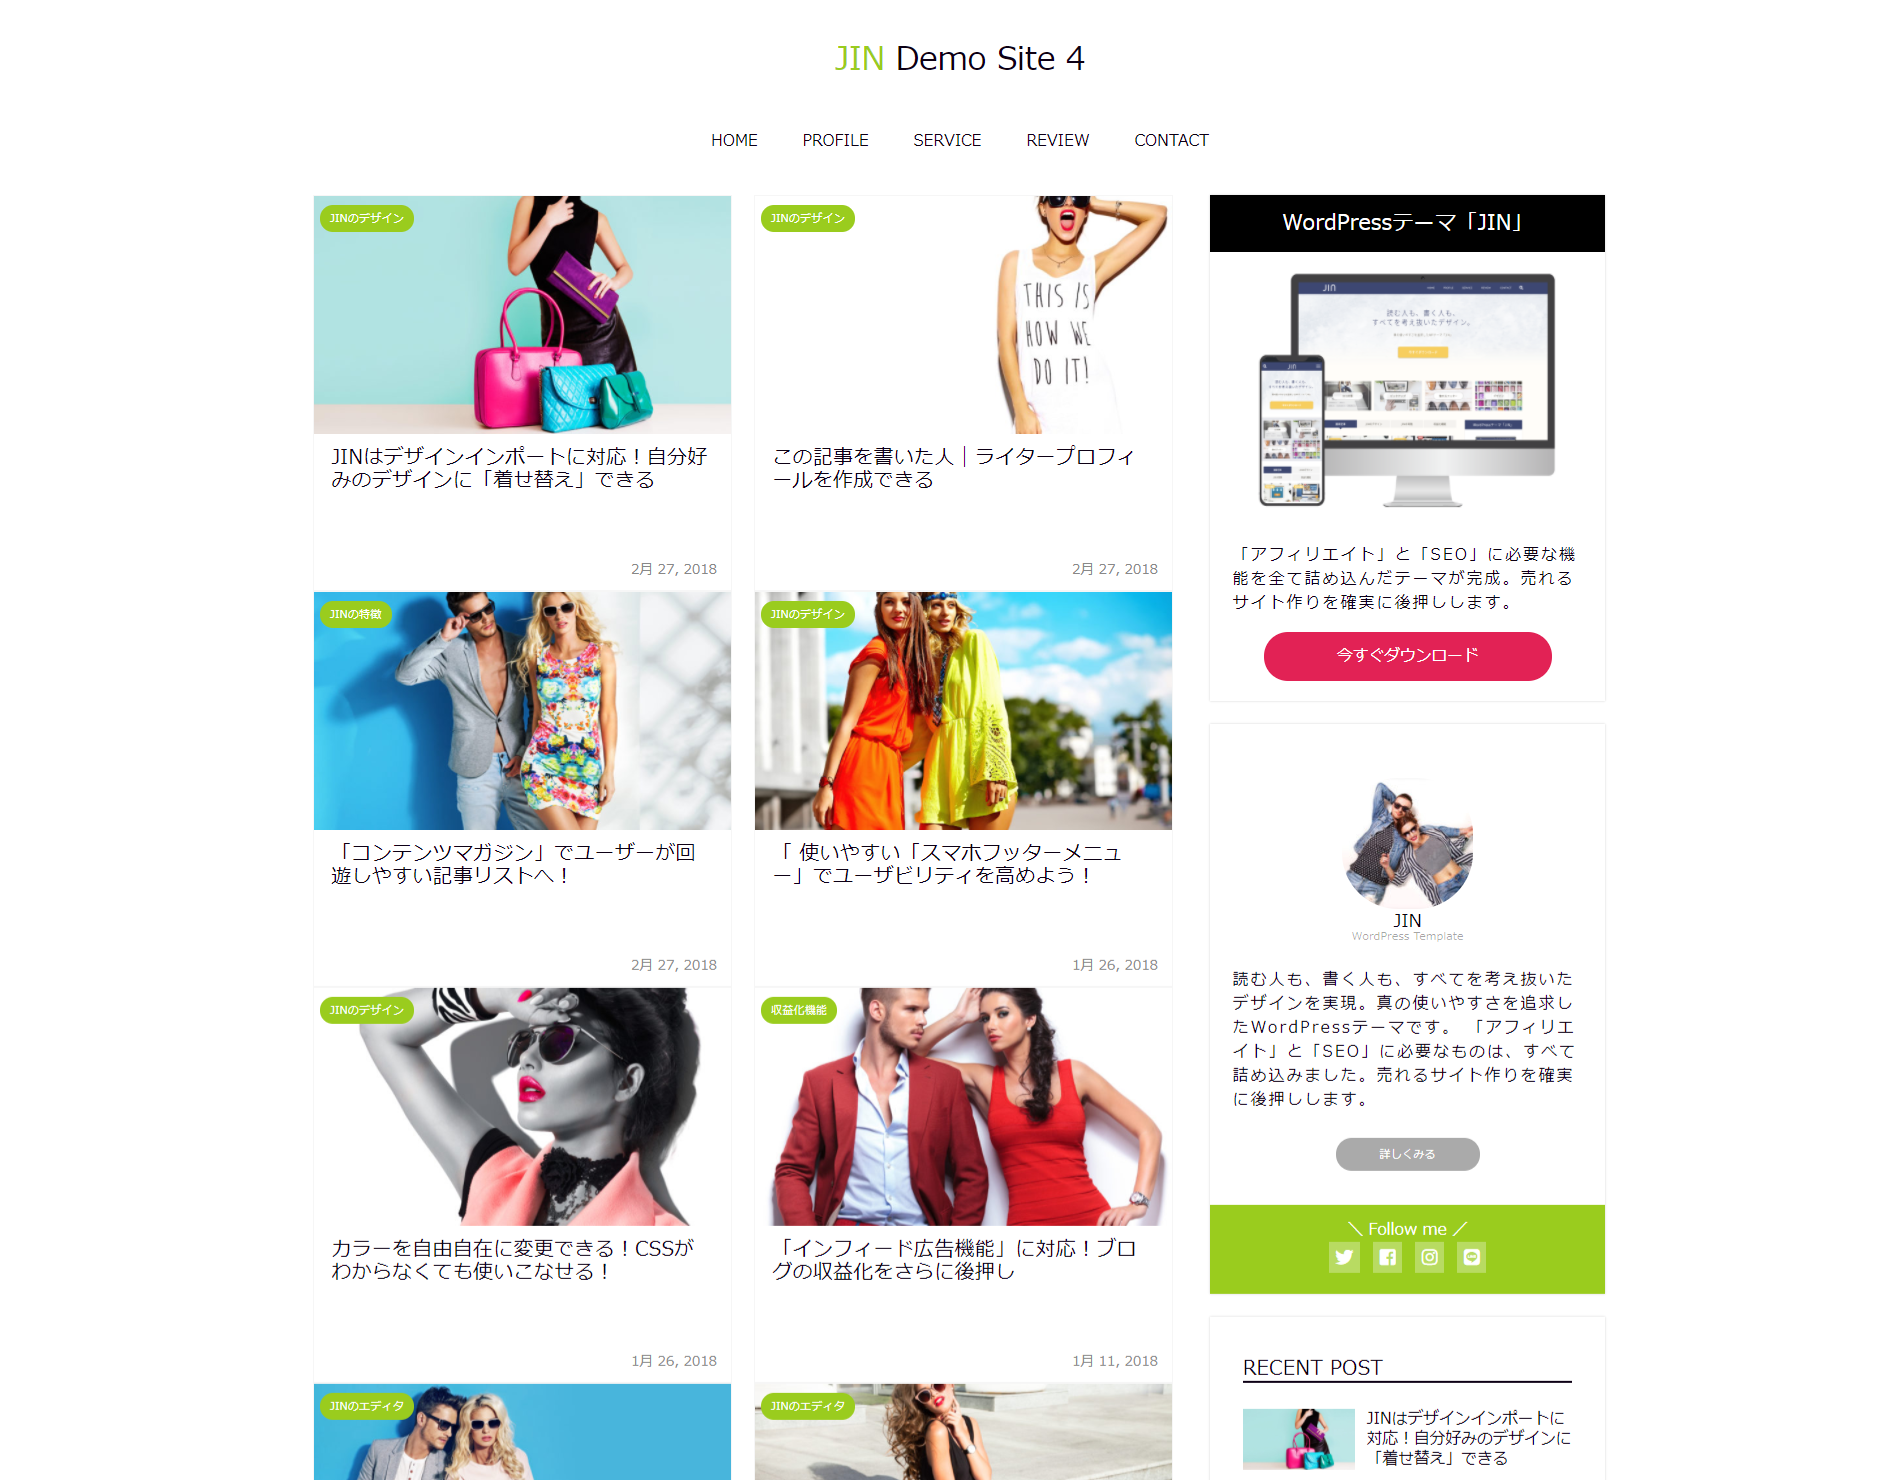 JIN Demo Site 4
HOME
PROFILE
SERVICE
REVIEW
CONTACT
JINのデザイン
JINはデザインインポートに対応！自分好
みのデザインに「着せ替え」できる
2月 27, 2018
JINのデザイン
THIS IS
HOW WE
DO IT!
この記事を書いた人｜ライタープロフィ
ールを作成できる
2月 27, 2018
JINの特徴
「コンテンツマガジン」でユーザーが回
遊しやすい記事リストへ！
2月 27, 2018
JINのデザイン
「 使いやすい「スマホフッターメニュ
ー」でユーザビリティを高めよう！
1月 26, 2018
JINのデザイン
カラーを自由自在に変更できる！CSSが
わからなくても使いこなせる！
1月 26, 2018
収益化機能
「インフィード広告機能」に対応！ブロ
グの収益化をさらに後押し
1月 11, 2018
JINのエディタ
JINのエディタ
WordPressテーマ「JIN」
JIN
読む人も、書く人も、
すべてを考え抜いたデザイン。
JIN
「アフィリエイト」と「SEO」に必要な機
能を全て詰め込んだテーマが完成。売れる
サイト作りを確実に後押しします。
今すぐダウンロード
JIN
WordPress Template
読む人も、書く人も、すべてを考え抜いた
デザインを実現。真の使いやすさを追求し
たWordPressテーマです。 「アフィリエ
イト」と「SEO」に必要なものは、すべて
詰め込みました。売れるサイト作りを確実
に後押しします。
詳しくみる
＼ Follow me ／
RECENT POST
JINはデザインインポートに
対応！自分好みのデザインに
「着せ替え」できる